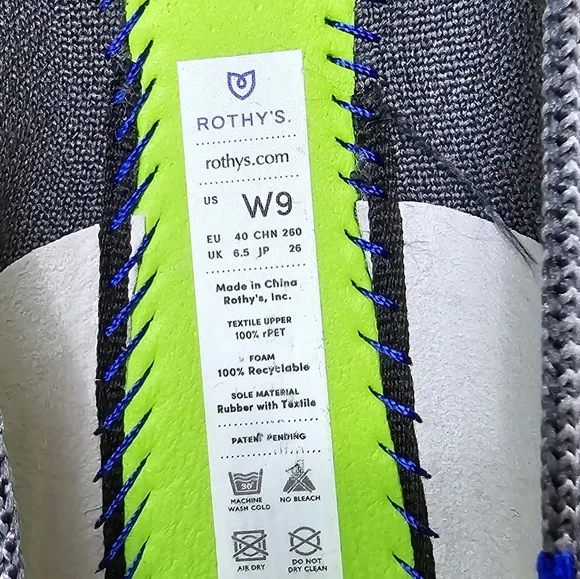 ROTHY'S.
rothys.com
US W9
EU 40 CHN 260
UK 6.5 JP 26
Made in China
Rothy's, Inc.
TEXTILE UPPER
100% rPET
FOAM
100% Recyclable
SOLE MATERIAL
Rubber with Textile
PATENT PENDING
30°
MACHINE WASH COLD
NO BLEACH
AIR DRY
DO NOT DRY CLEAN